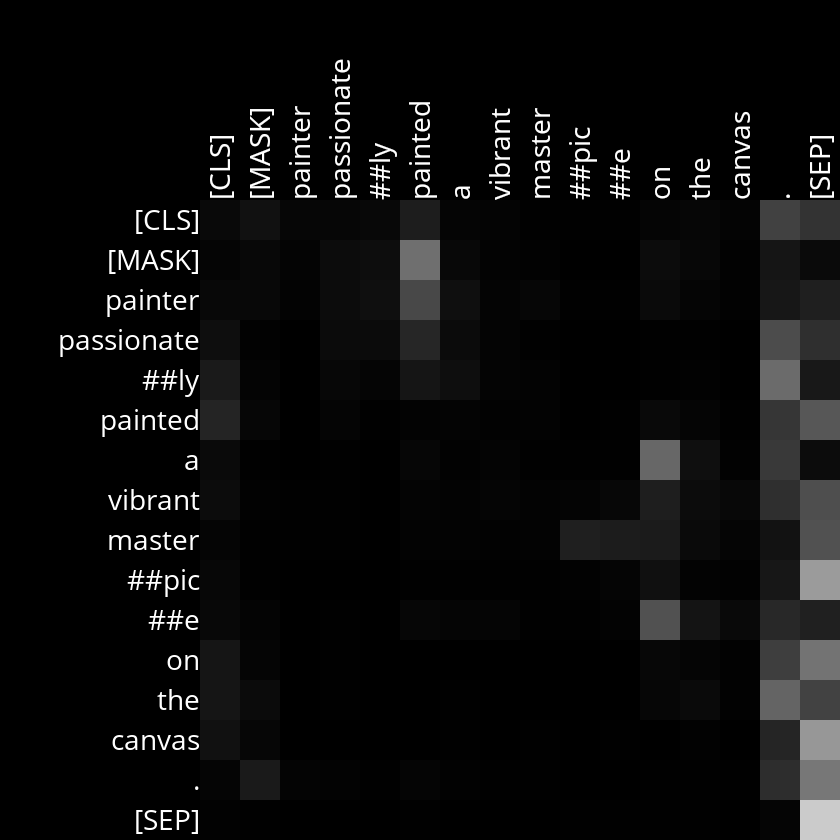 [CLS] [MASK] painter passionate ##ly painted a vibrant master ##pic ##e on the canvas . [SEP]
[CLS]
[MASK]
painter
passionate
##ly
painted
a
vibrant
master
##pic
##e
on
the
canvas
.
[SEP]